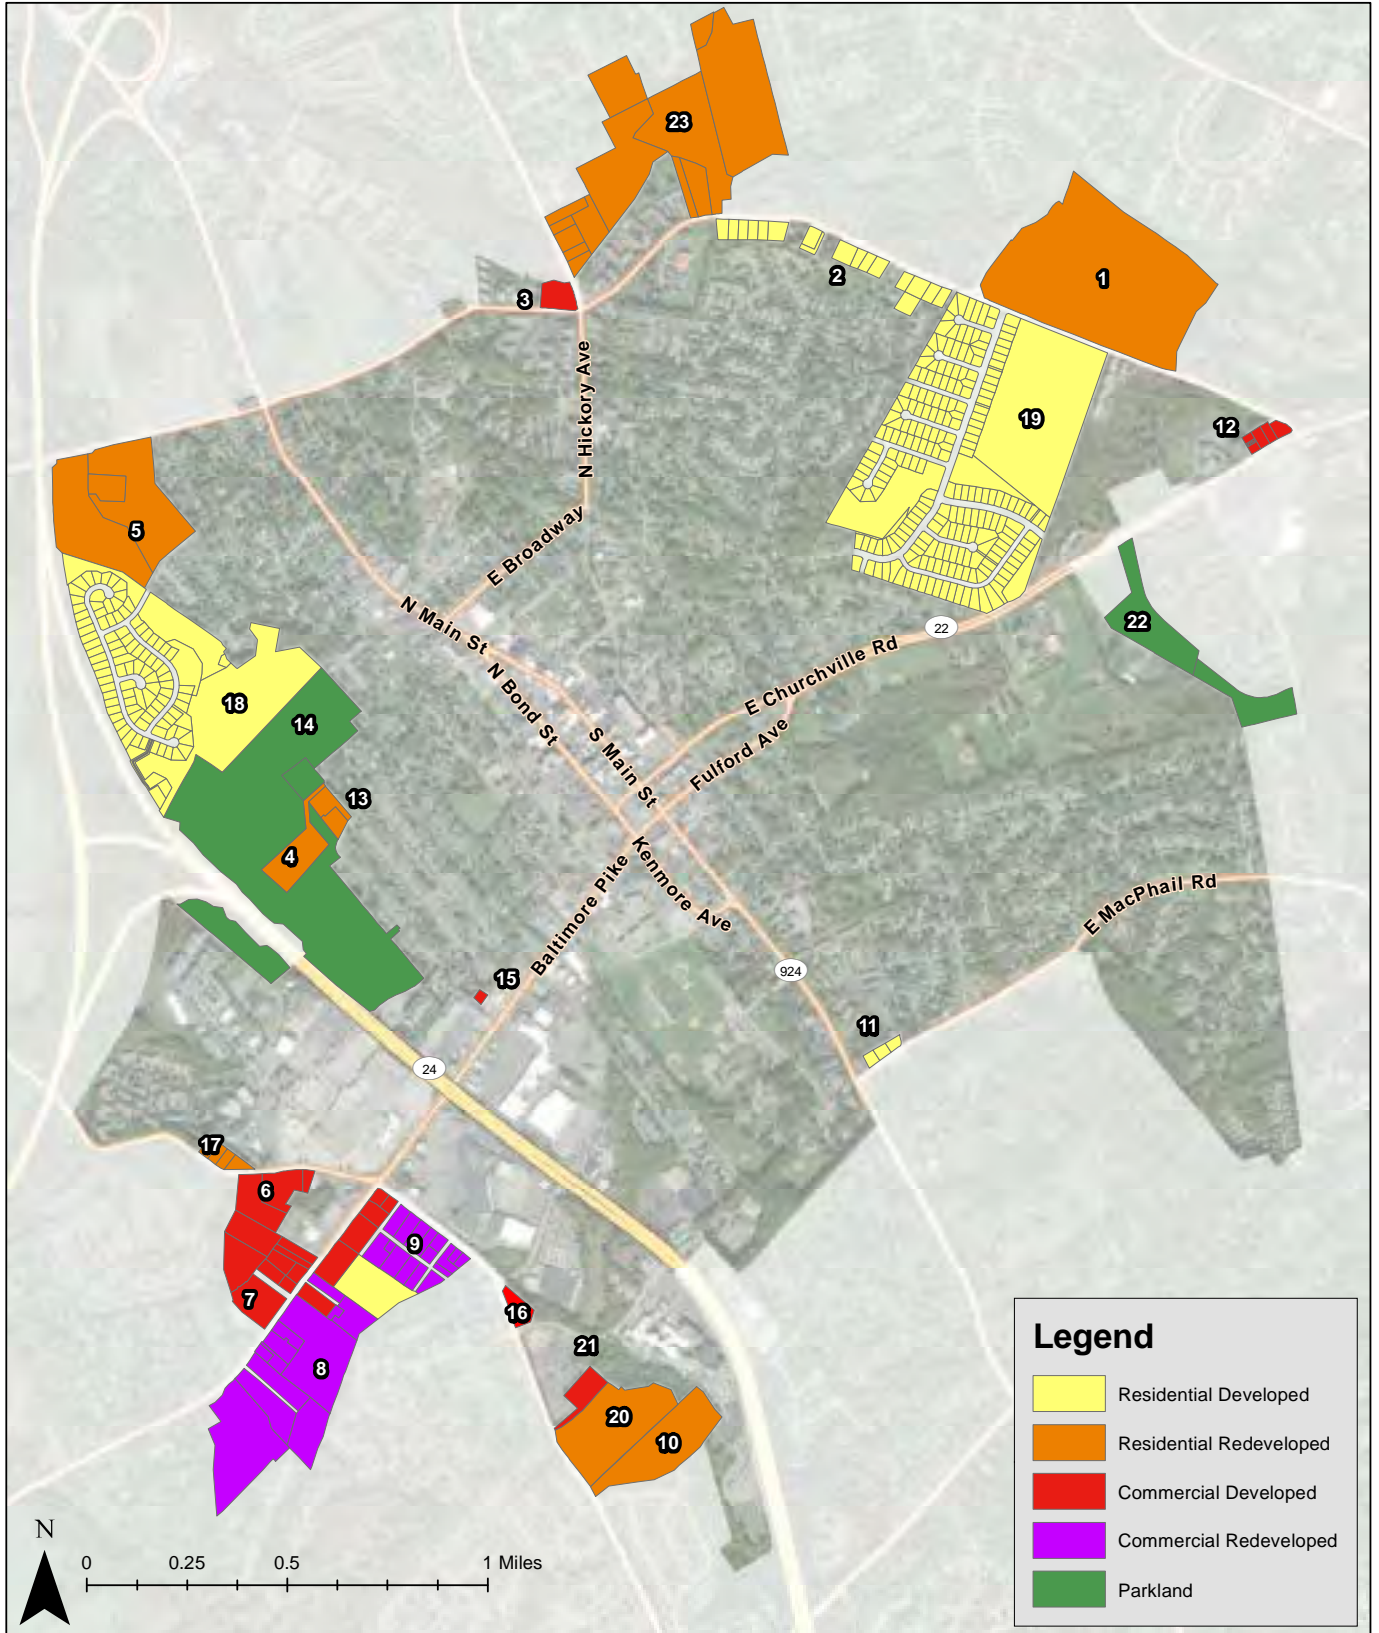 23
1
2
3
N Hickory Ave
19
12
5
E Broadway
N Main St
22
22
E Churchville Rd
N Bond St
18
14
S Main St
Fulford Ave
13
4
Kenmore Ave
Baltimore Pike
E MacPhail Rd
15
924
11
24
17
6
9
7
16
21
8
20
10
Legend
Residential Developed
Residential Redeveloped
Commercial Developed
Commercial Redeveloped
Parkland
N
0 0.25 0.5 1 Miles